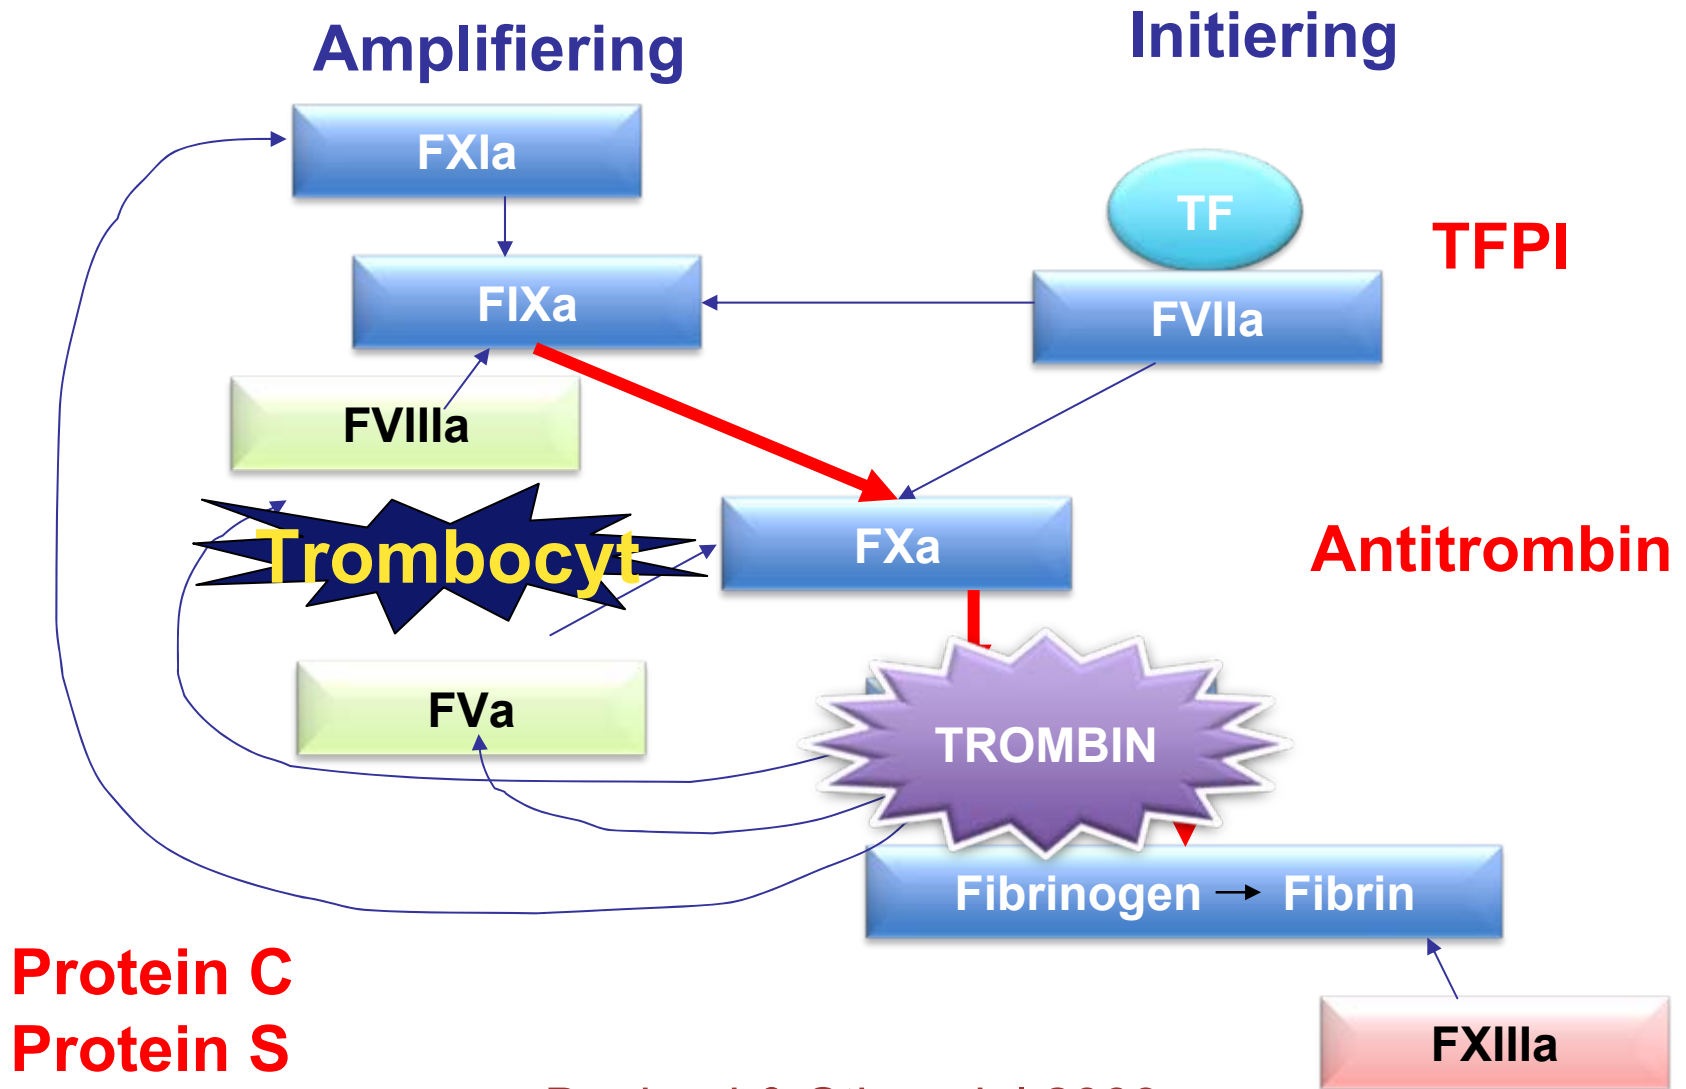 Amplifiering
Initiering
FXIa
TF
TFPI
FIXa
FVIIa
FVIIIa
Trombocyt
FXa
Antitrombin
FVa
TROMBIN
Fibrinogen → Fibrin
Protein C
Protein S
FXIIIa